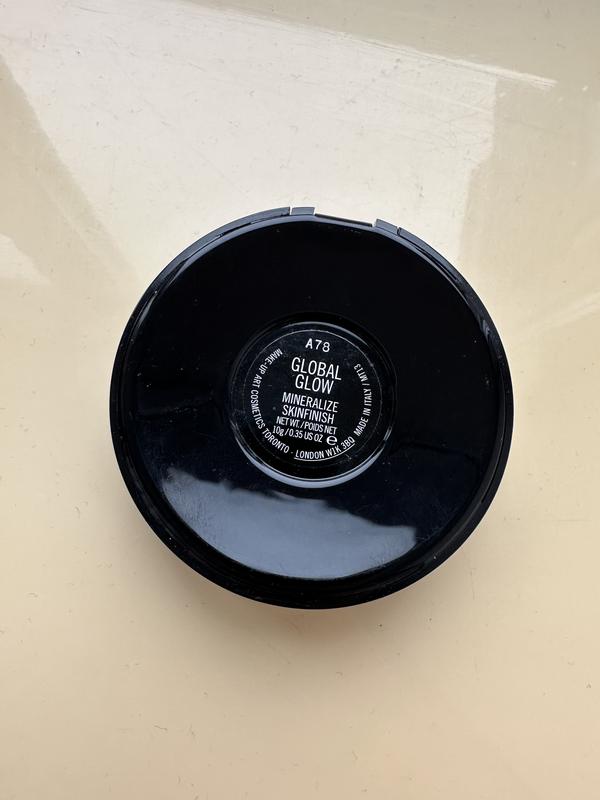 A78
GLOBAL
GLOW
MINERALIZE
SKINFINISH
NET WT./POIDS NET
10g / 0.35 US OZ ℮
MAKE-UP ART COSMETICS TORONTO - LONDON W1K 3BQ MADE IN ITALY / M113